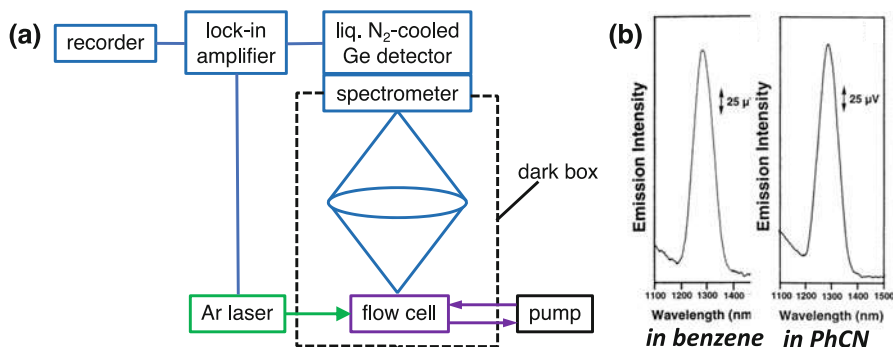 (a)
recorder
lock-in
amplifier
liq. N₂-cooled
Ge detector
spectrometer
dark box
Ar laser
flow cell
pump
(b)
Emission Intensity
25 µ
1100 1200 1300 1400
Wavelength (nm
in benzene
Emission Intensity
25 µV
1100 1200 1300 1400 1500
Wavelength (nm)
in PhCN